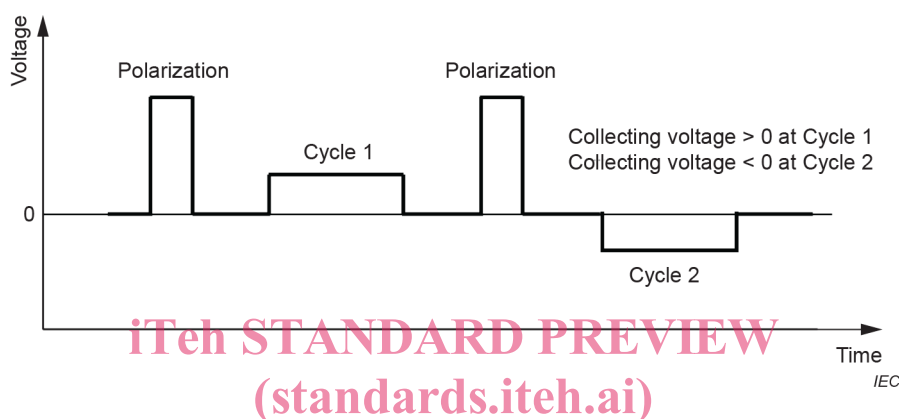 Voltage
Polarization
Polarization
Cycle 1
Collecting voltage > 0 at Cycle 1
Collecting voltage < 0 at Cycle 2
0
Cycle 2
iTeh STANDARD PREVIEW
Time
IEC
(standards.iteh.ai)